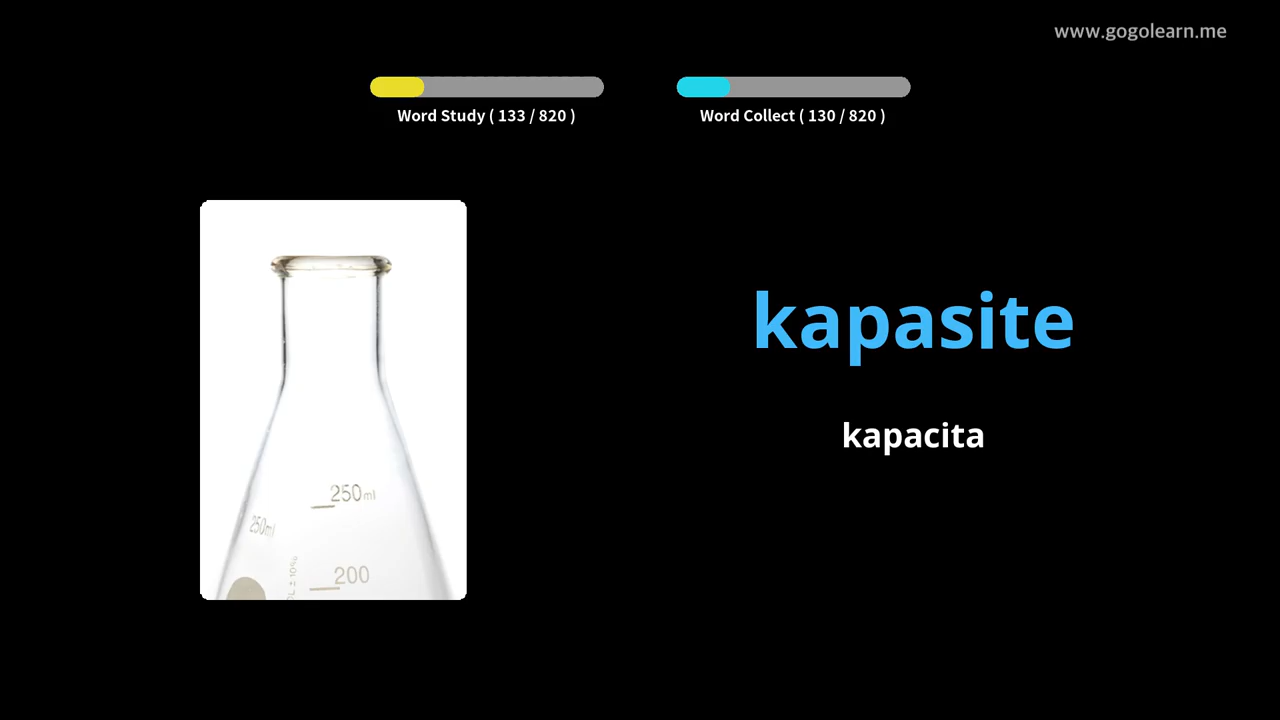 www.gogolearn.me
Word Study ( 133 / 820 )
Word Collect ( 130 / 820 )
kapasite
kapacita
250ml
250ml
200